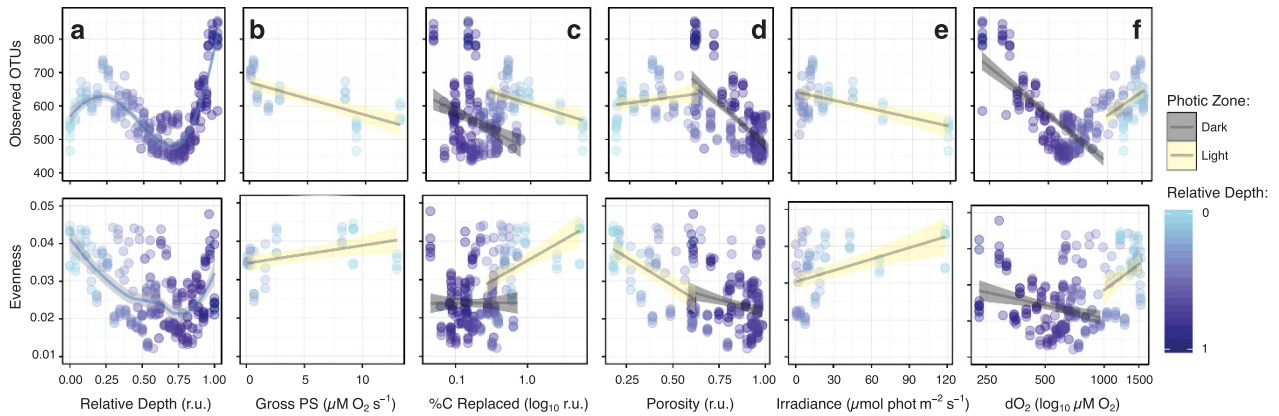 a b c d e f
Observed OTUs
800
700
600
500
400
Evenness
0.05
0.04
0.03
0.02
0.01
0.00 0.25 0.50 0.75 1.00
0 5 10
0.1 1.0
0.25 0.50 0.75 1.00
0 30 60 90 120
250 500 1000 1500
Relative Depth (r.u.)
Gross PS (µM O₂ s⁻¹)
%C Replaced (log₁₀ r.u.)
Porosity (r.u.)
Irradiance (µmol phot m⁻² s⁻¹)
dO₂ (log₁₀ µM O₂)
Photic Zone:
Dark
Light
Relative Depth:
0
1